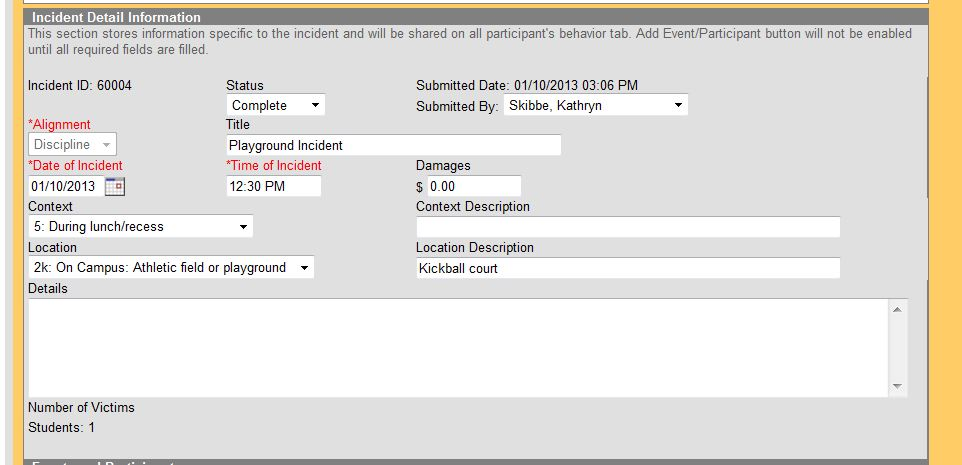 Incident Detail Information
This section stores information specific to the incident and will be shared on all participant's behavior tab. Add Event/Participant button will not be enabled
until all required fields are filled.
Incident ID: 60004 Status Submitted Date: 01/10/2013 03:06 PM
Complete Submitted By: Skibbe, Kathryn
*Alignment Title
Discipline Playground Incident
*Date of Incident *Time of Incident Damages
01/10/2013 12:30 PM $ 0.00
Context Context Description
5: During lunch/recess
Location Location Description
2k: On Campus: Athletic field or playground Kickball court
Details
Number of Victims
Students: 1